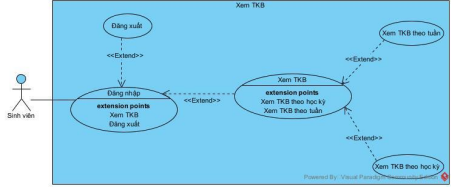 Xem TKB
Đăng xuất
<<Extend>>
Đăng nhập
extension points
Xem TKB
Đăng xuất
Sinh viên
<<Extend>>
Xem TKB
extension points
Xem TKB theo học kỳ
Xem TKB theo tuần
<<Extend>>
Xem TKB theo tuần
<<Extend>>
Xem TKB theo học kỳ
Powered By Visual Paradigm Community Edition